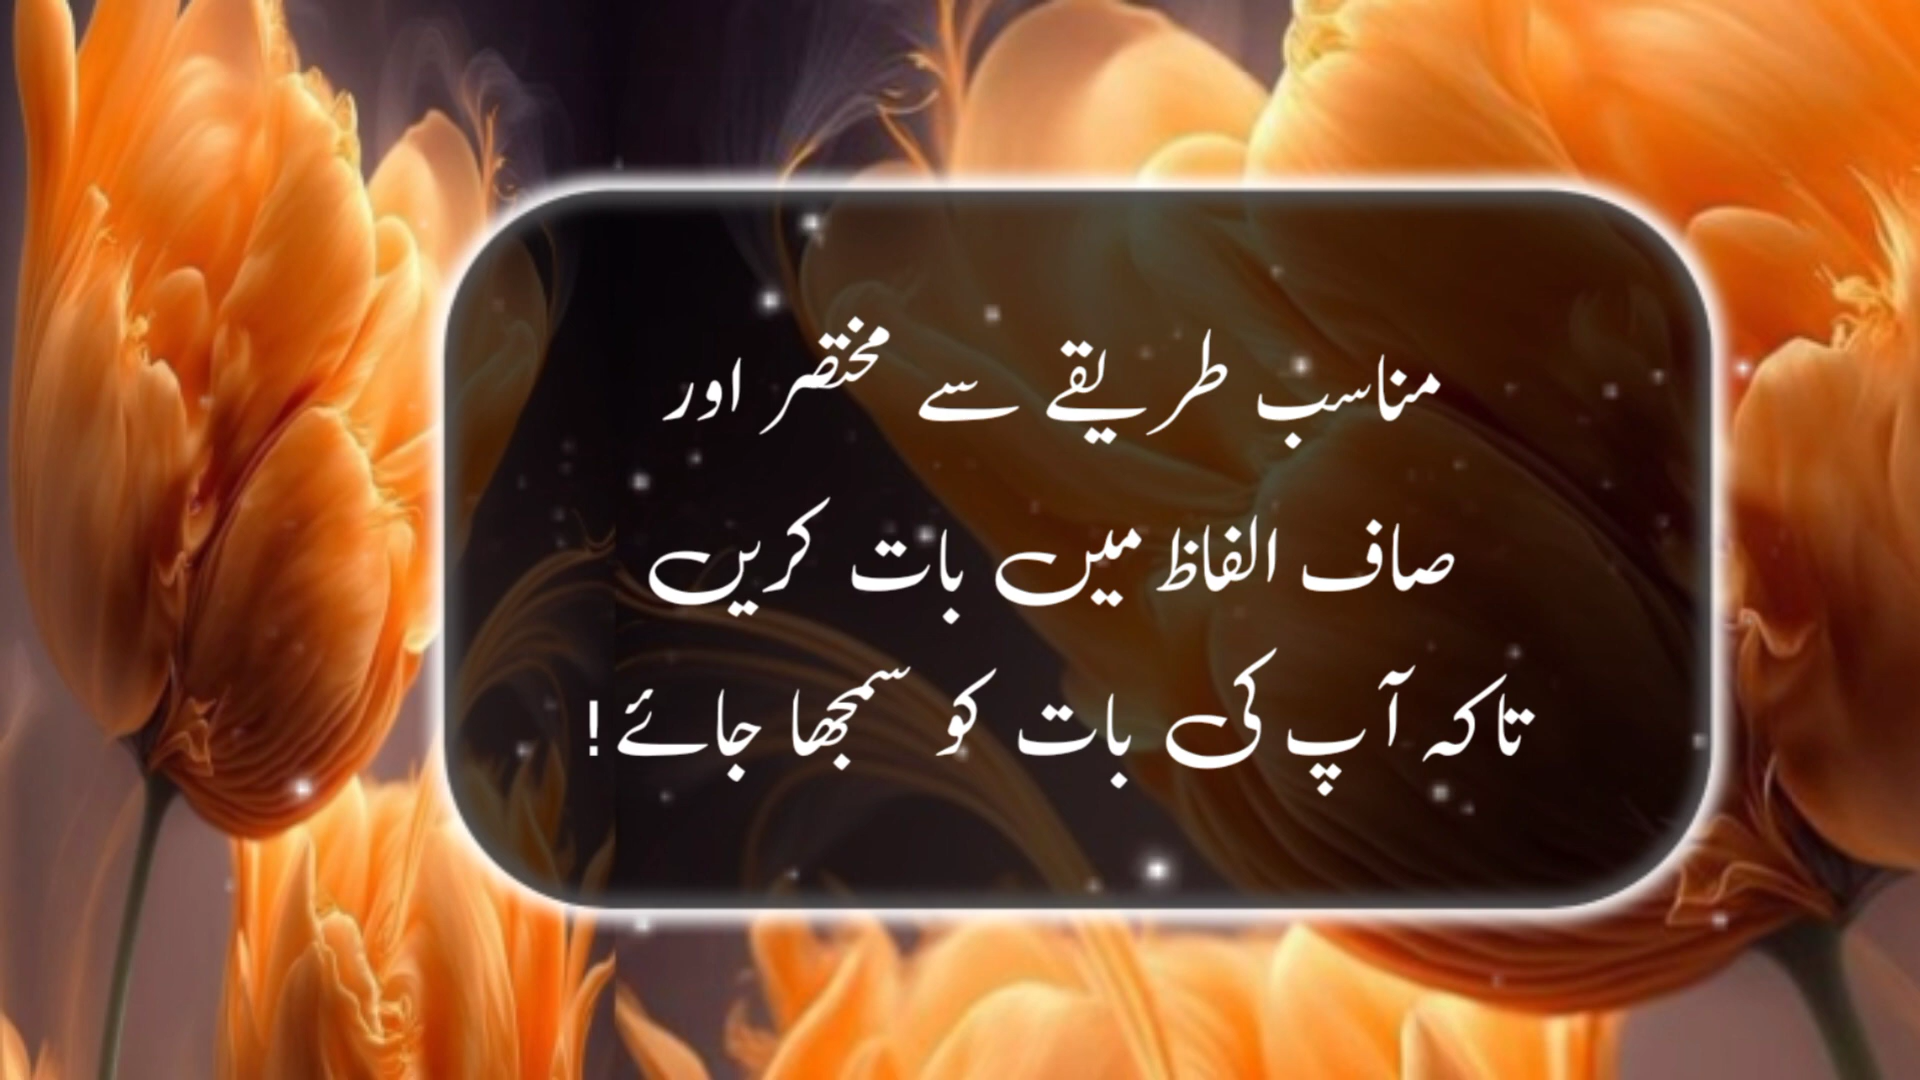 مناسب طریقے سے مختصر اور
صاف الفاظ میں بات کریں
تاکہ آپ کی بات کو سمجھا جائے!